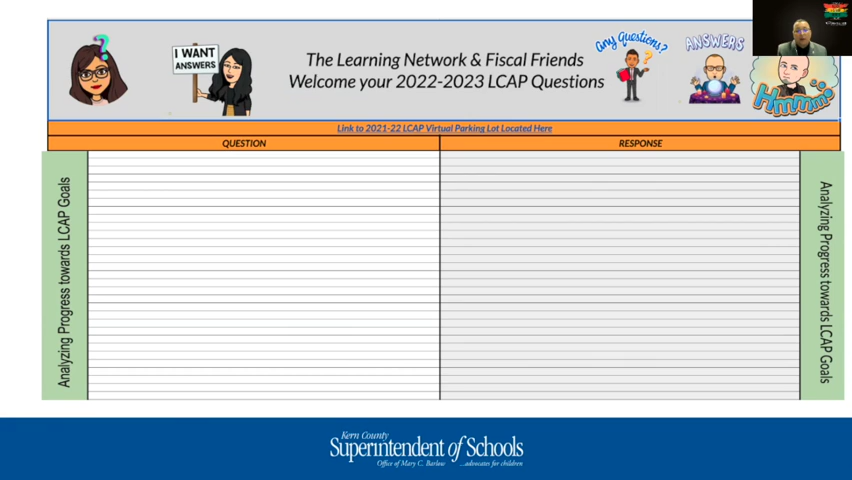 I WANT
ANSWERS
The Learning Network & Fiscal Friends
Welcome your 2022-2023 LCAP Questions
Any Questions?
ANSWERS
Hmmm
Link to 2021-22 LCAP Virtual Parking Lot Located Here
QUESTION
RESPONSE
Analyzing Progress towards LCAP Goals
Analyzing Progress towards LCAP Goals
Kern County
Superintendent of Schools
Office of Mary C. Barlow ...advocates for children